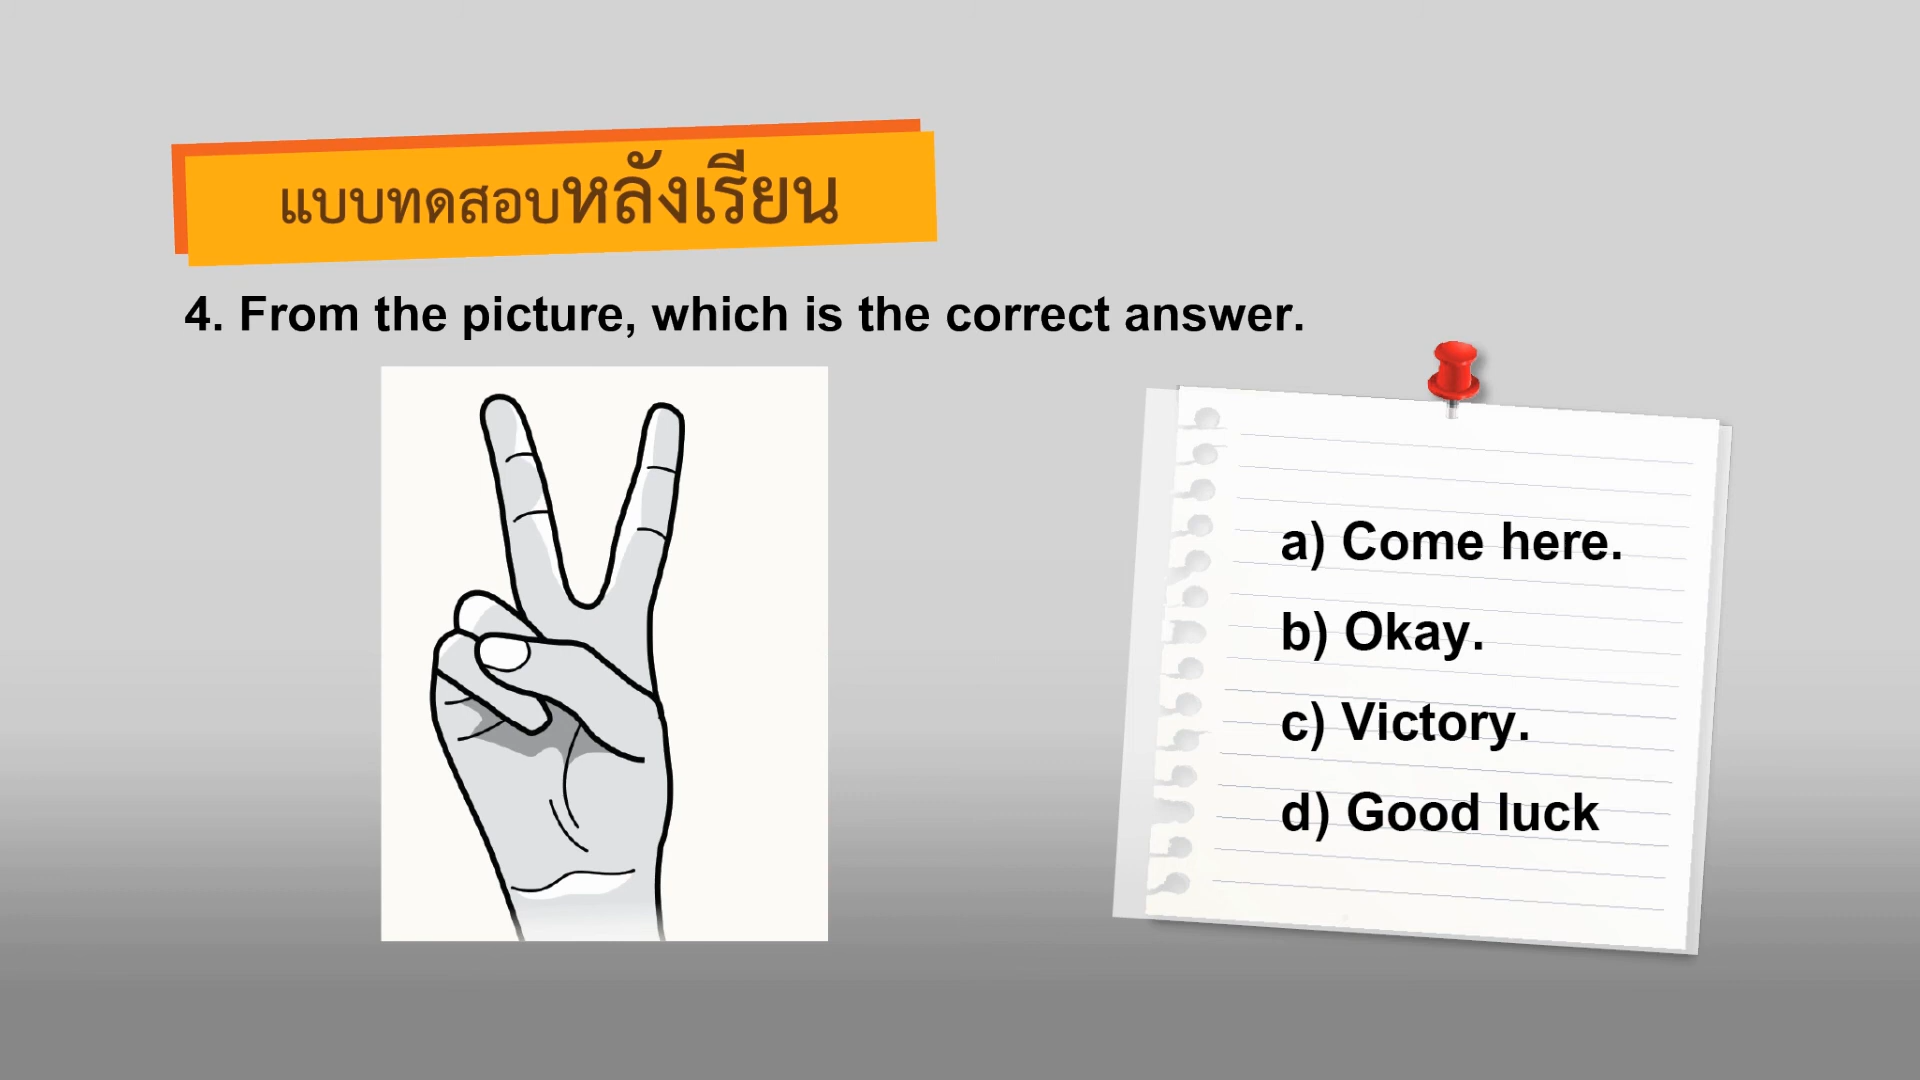 แบบทดสอบหลังเรียน
4. From the picture, which is the correct answer.
a) Come here.
b) Okay.
c) Victory.
d) Good luck